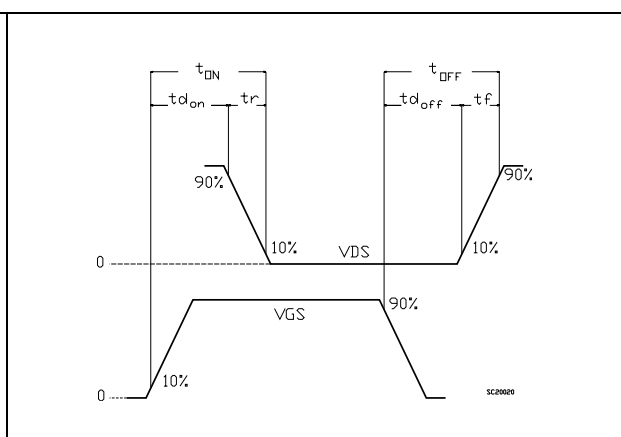 tON tOFF
tdon tr tdoff tf
90% 90%
10% 10%
0 VDS
VGS 90%
10%
0 SC20020